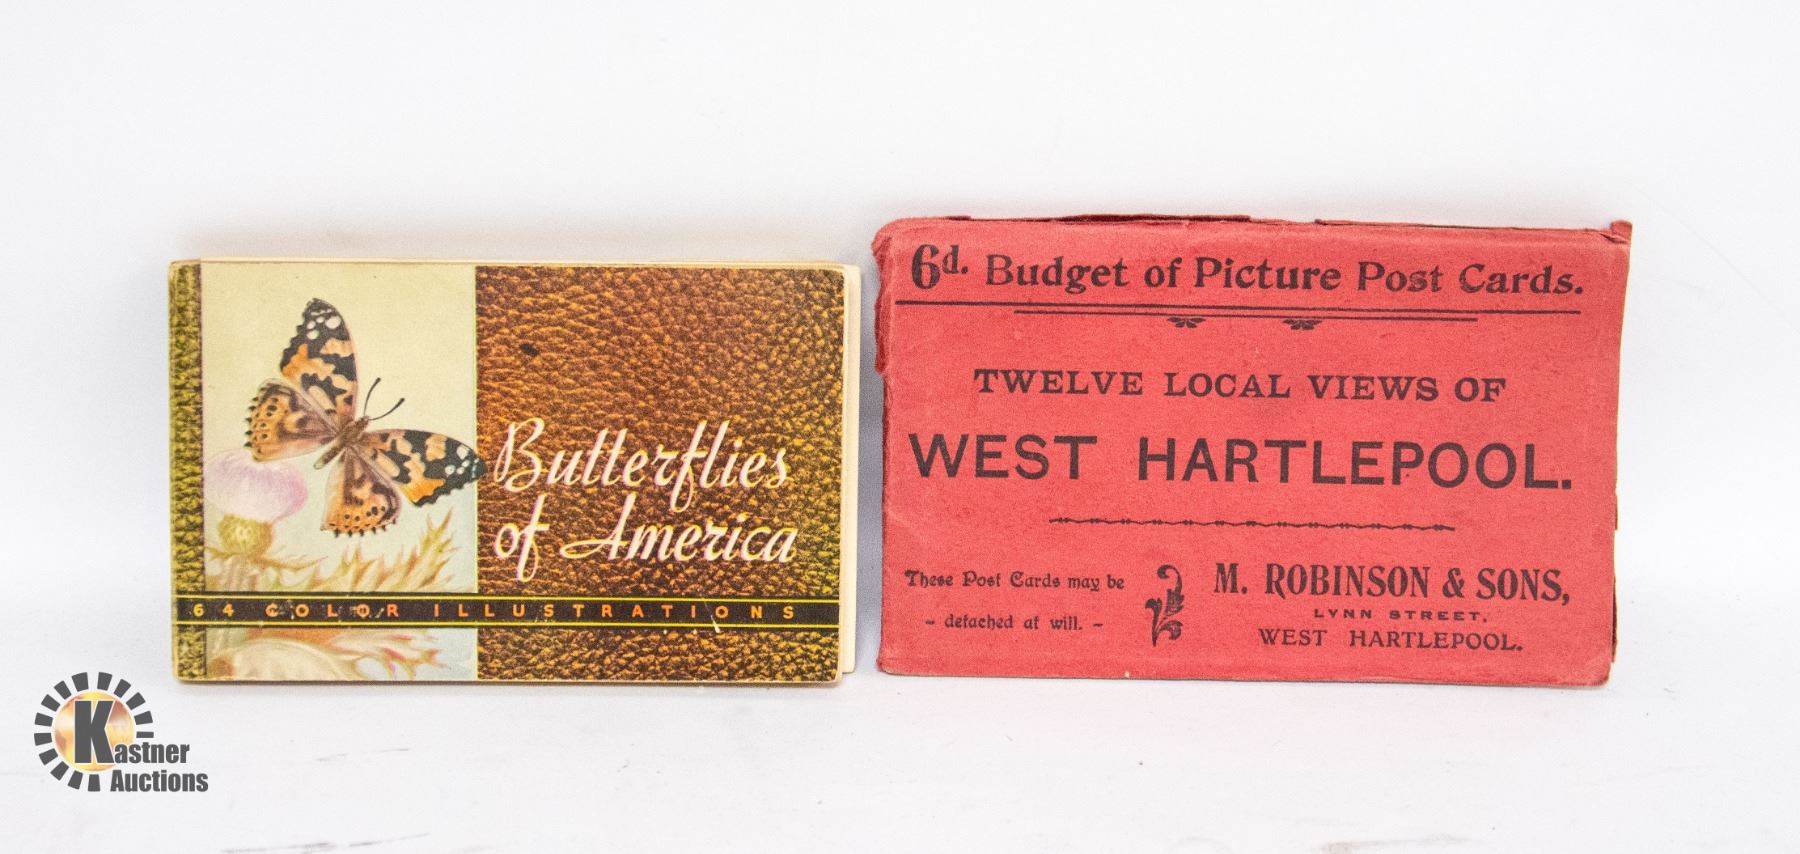 Butterflies
of America
64 COLOR ILLUSTRATIONS
6d. Budget of Picture Post Cards.
TWELVE LOCAL VIEWS OF
WEST HARTLEPOOL.
These Post Cards may be
- detached at will. -
M. ROBINSON & SONS,
LYNN STREET,
WEST HARTLEPOOL.
Kastner
Auctions